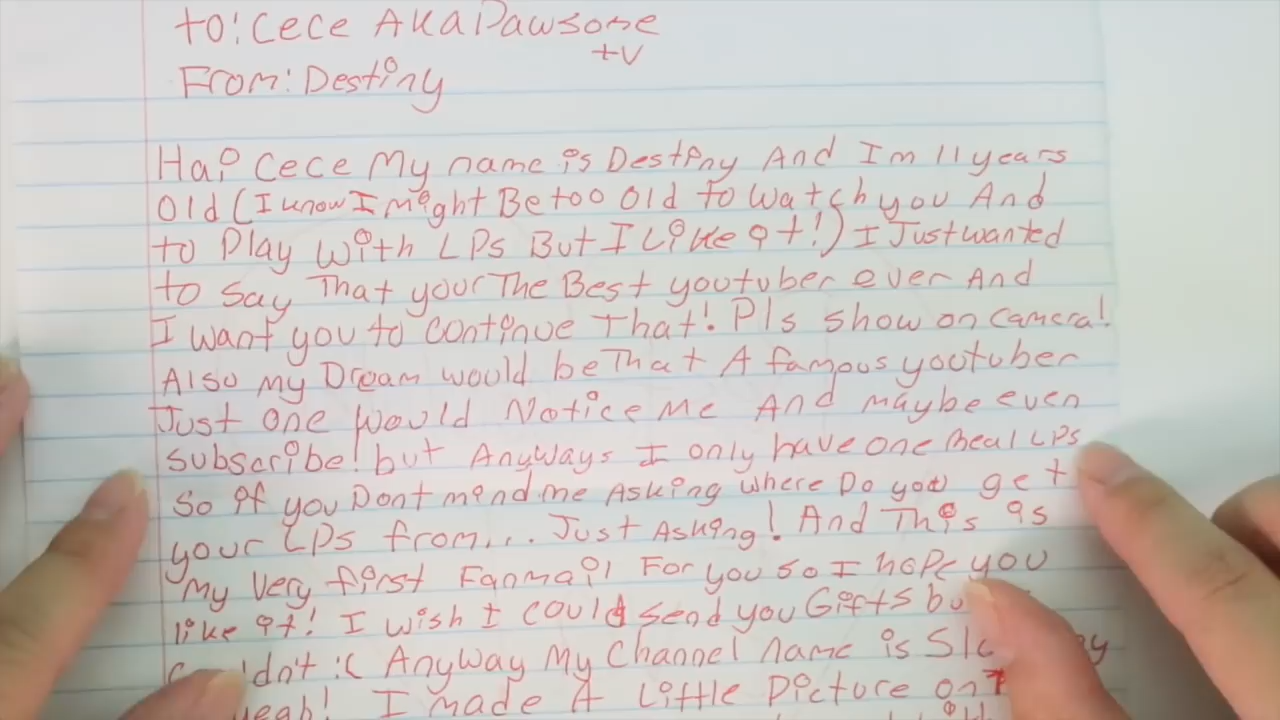 to: Cece AKA Pawsome
tv
From: Destiny
Hai Cece My name is Destiny And Im 11 years
old (I know I might Be too old to watch you And
to Play with LPs But I Like it!) I Just wanted
to say That your The Best youtuber ever And
I want you to continue That! Pls show on camera!
Also my Dream would be That A famous youtuber
Just one would Notice Me And maybe even
subscribe! but AnyWays I only have one Real LPs
so if you Dont mind me Asking where Do you get
your LPs from... Just Asking! And This is
My very first Fanmail For you so I hope you
like it! I wish I could send you Gifts
:( Anyway My Channel name is
yeah! I made A Little Picture on